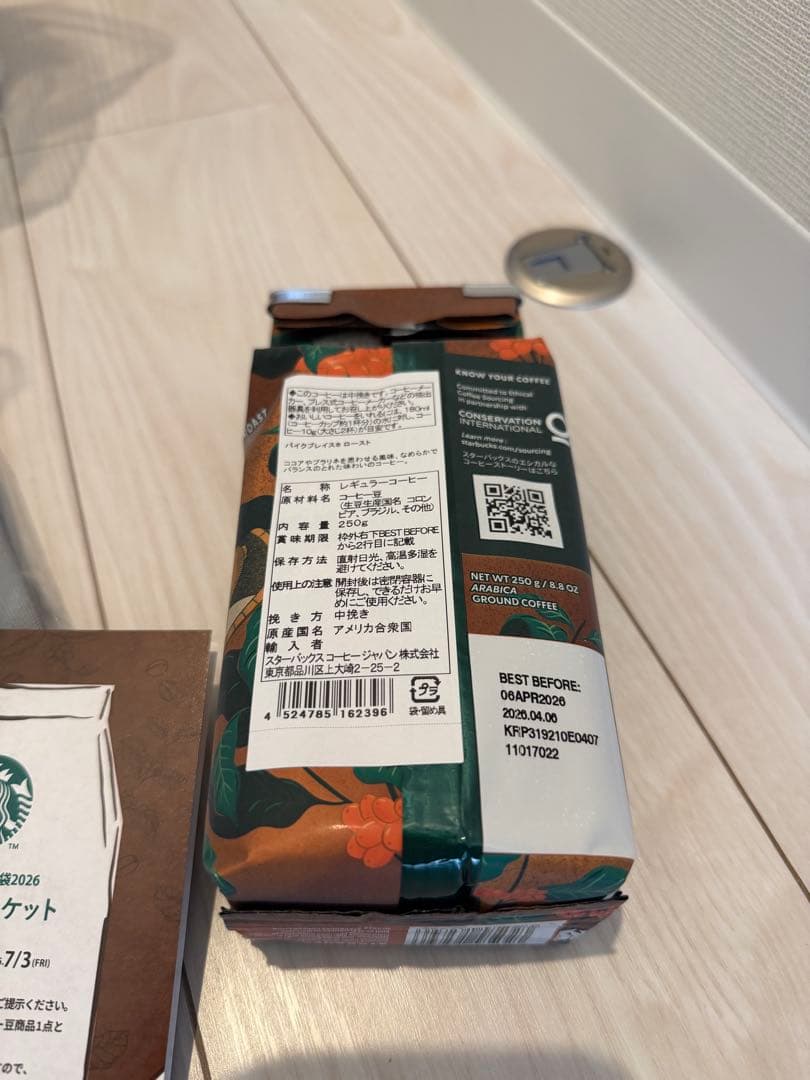 ROAST
◆このコーヒーは中挽きです。コーヒーメー
カー、プレス式コーヒーメーカーなどの抽出
器具を利用してお召し上がりください。
◆おいしいコーヒーをいれるには、180ml
(コーヒーカップ約1杯分)の水に対し、コー
ヒー10g(大さじ2杯)が目安です。
パイクプレイス® ロースト
ココアやプラリネを思わせる風味、なめらかで
バランスのとれた味わいのコーヒー。
名 称 レギュラーコーヒー
原材料名 コーヒー豆
(生豆生産国名 コロン
ビア、ブラジル、その他)
内容量 250g
賞味期限 枠外右下BEST BEFORE
から2行目に記載
保存方法 直射日光、高温多湿を
避けてください。
使用上の注意 開封後は密閉容器に
保存し、できるだけお早
めにご使用ください。
挽き方 中挽き
原産国名 アメリカ合衆国
輸入者
スターバックス コーヒー ジャパン 株式会社
東京都品川区上大崎2-25-2
4 524785 162396
プラ
袋・留め具
KNOW YOUR COFFEE
Committed to Ethical
Coffee Sourcing
in partnership with
CONSERVATION
INTERNATIONAL
Learn more:
starbucks.com/sourcing
スターバックスのエシカルな
コーヒーストーリーはこちら
NET WT 250 g / 8.8 OZ
ARABICA
GROUND COFFEE
BEST BEFORE:
06APR2026
2026.04.06
KRP319210E0407
11017022
TM
袋2026
ケット
7/3(FRI)
ご提示ください。
ー豆商品1点と
ので、